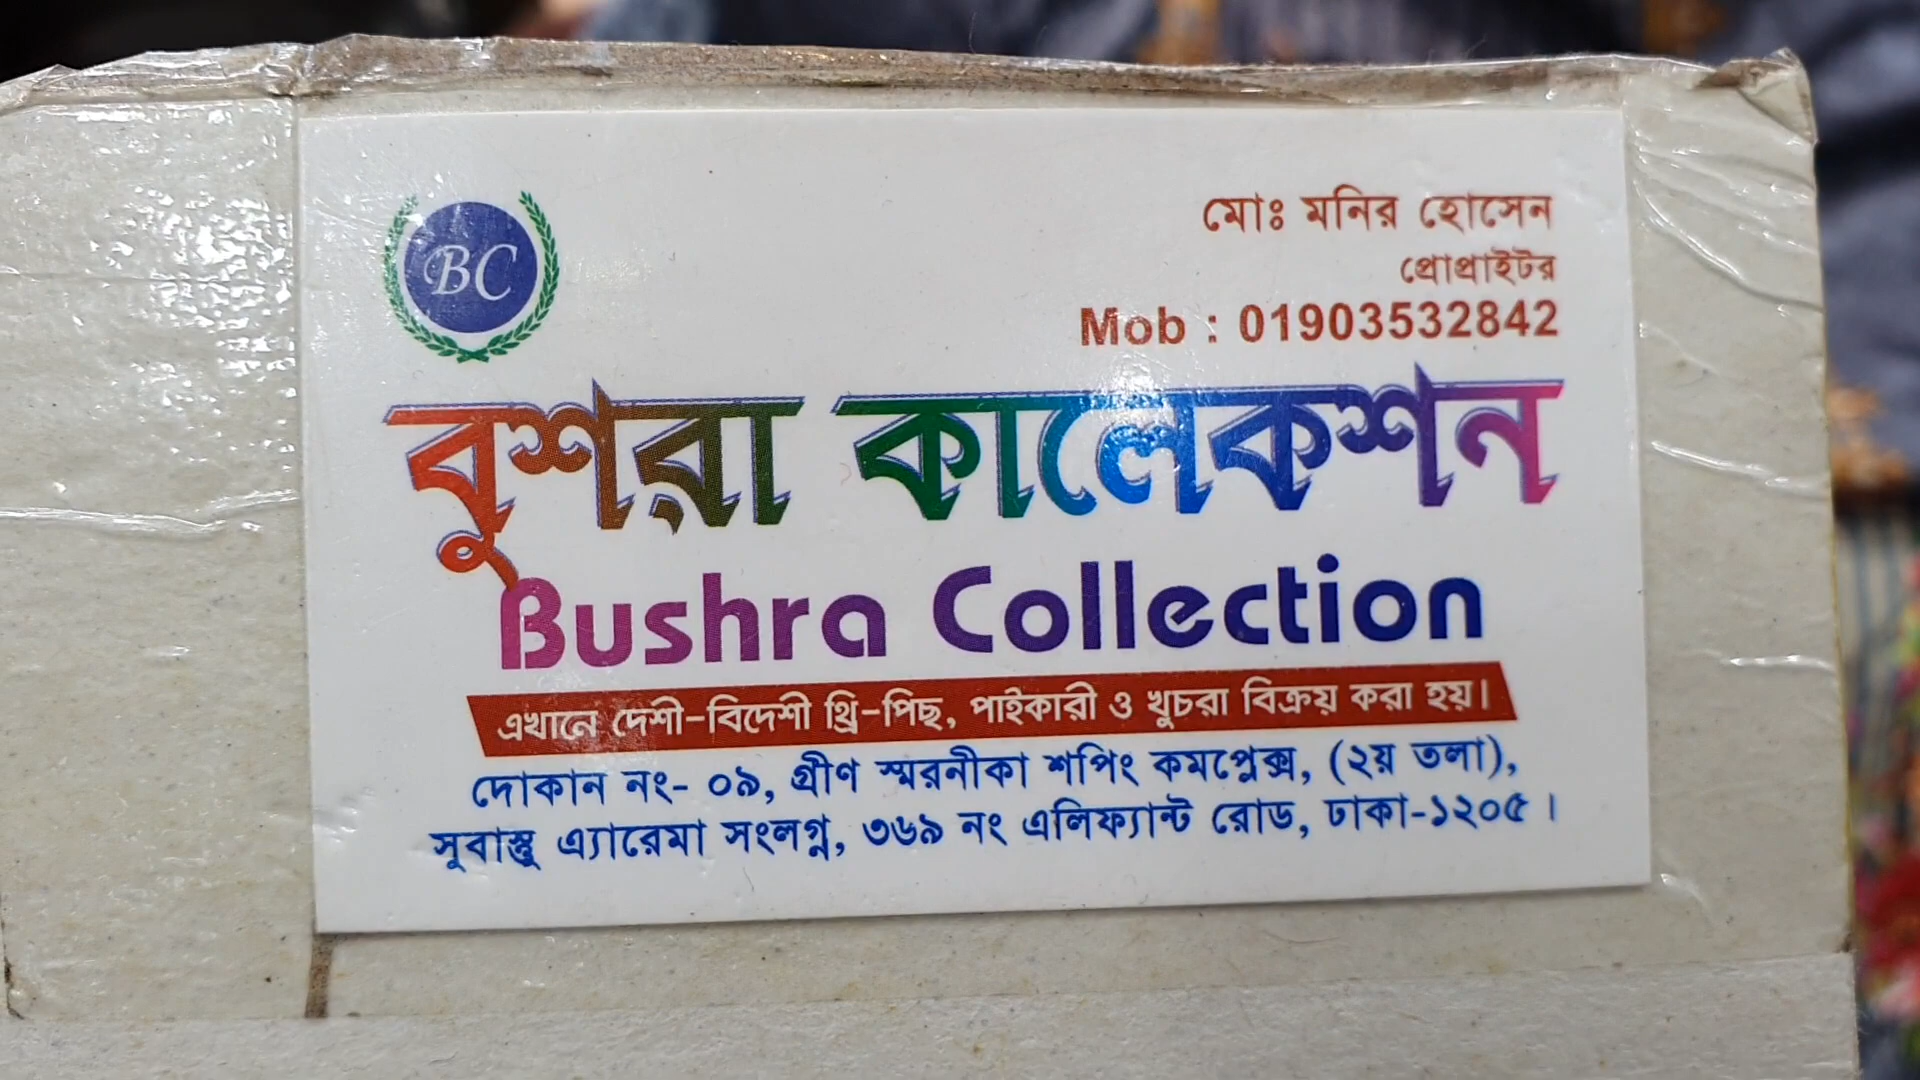 BC
মোঃ মনির হোসেন
প্রোপ্রাইটর
Mob : 01903532842
বুশরা কালেকশন
Bushra Collection
এখানে দেশী-বিদেশী থ্রি-পিছ, পাইকারী ও খুচরা বিক্রয় করা হয়।
দোকান নং- ০৯, গ্রীণ স্মরনীকা শপিং কমপ্লেক্স, (২য় তলা),
সুবাস্তু এ্যারেমা সংলগ্ন, ৩৬৯ নং এলিফ্যান্ট রোড, ঢাকা-১২০৫ ।